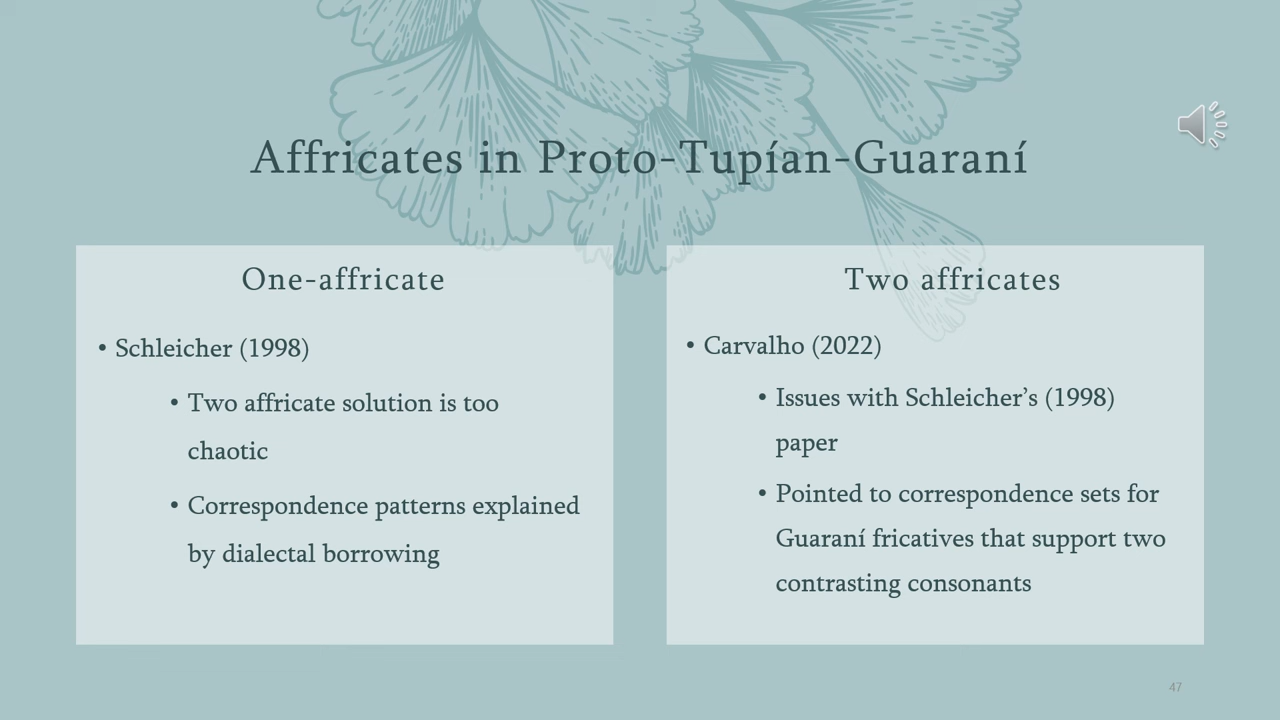 Affricates in Proto-Tupían-Guaraní
One-affricate
• Schleicher (1998)
• Two affricate solution is too
chaotic
• Correspondence patterns explained
by dialectal borrowing
Two affricates
• Carvalho (2022)
• Issues with Schleicher’s (1998)
paper
• Pointed to correspondence sets for
Guaraní fricatives that support two
contrasting consonants
47